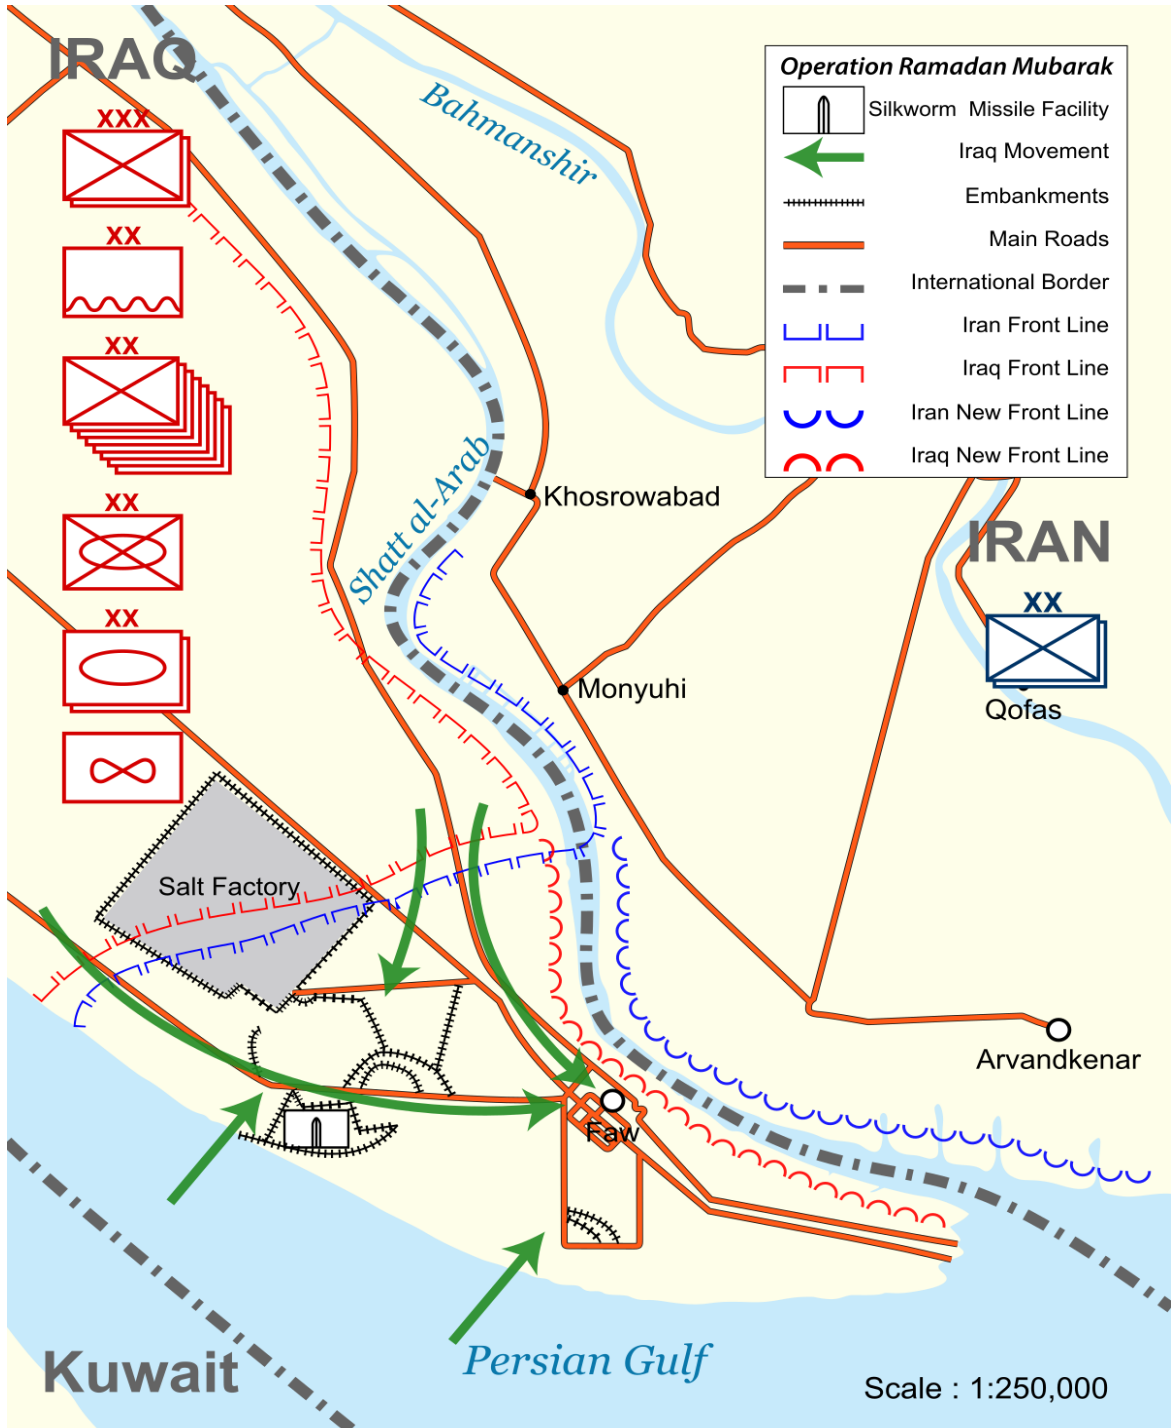 IRAQ
XXX
XX
XX
XX
XX
Bahmanshir
Operation Ramadan Mubarak
Silkworm Missile Facility
Iraq Movement
Embankments
Main Roads
International Border
Iran Front Line
Iraq Front Line
Iran New Front Line
Iraq New Front Line
Shatt al-Arab
Khosrowabad
IRAN
XX
Monyuhi
Qofas
Salt Factory
Arvandkenar
Faw
Persian Gulf
Kuwait
Scale : 1:250,000